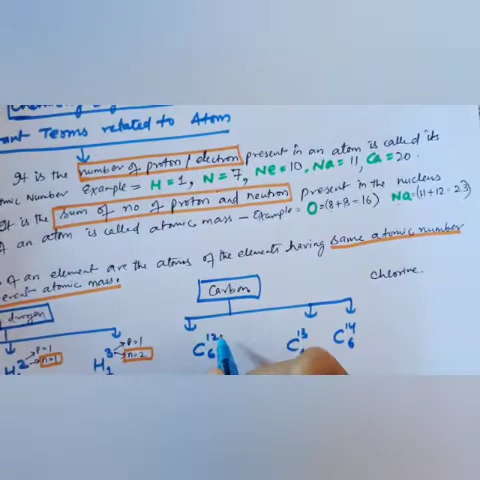 ant Terms related to Atom
It is the number of proton/electron present in an atom is called its
omic Number Example = H=1, N=7, Ne=10, Na=11, Ca=20.
It is the sum of no of proton and neutron present in the nucleus
f an atom is called atomic mass - Example = O=(8+8=16) Na=(11+12=23)
of an element are the atoms of the elements having same atomic number
erent atomic mass.
Chlorine.
Carbon
drogen
H 2 P=1 n=1
H 3 1 P=1 n=2
C 12 6
C 13
C 14 6